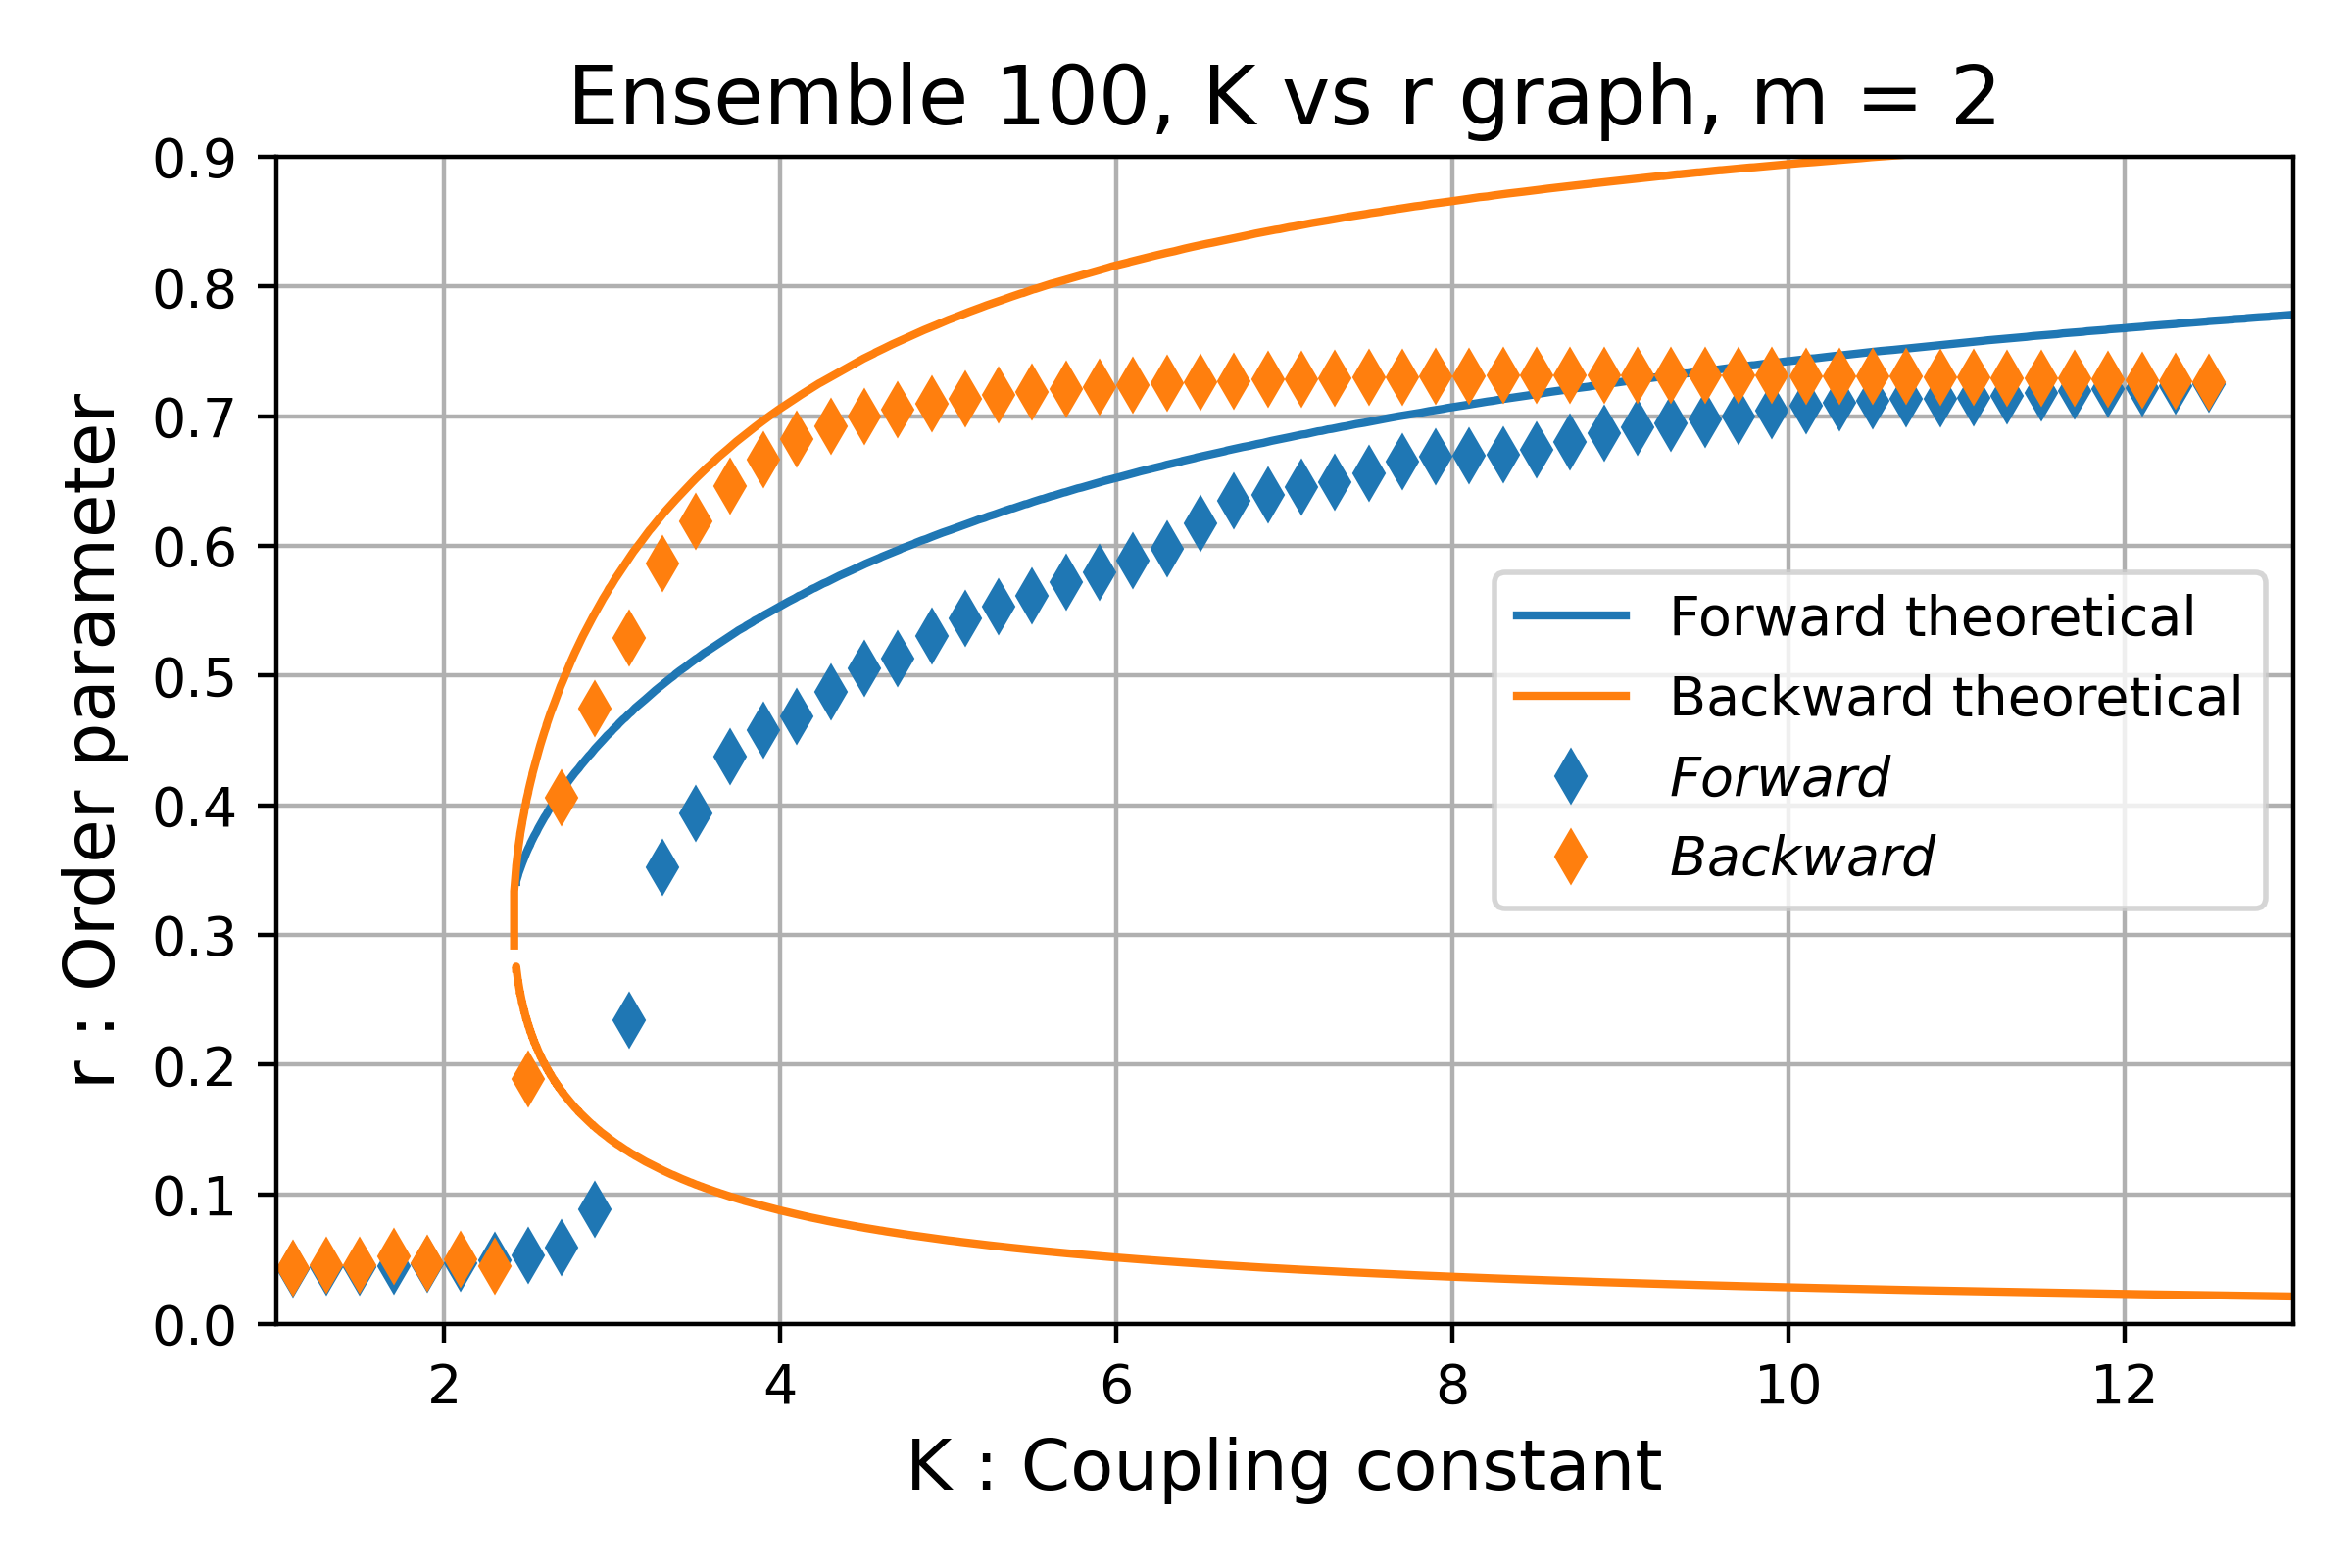 Ensemble 100, K vs r graph, m = 2
r : Order parameter
0.9
0.8
0.7
0.6
0.5
0.4
0.3
0.2
0.1
0.0
Forward theoretical
Backward theoretical
Forward
Backward
2 4 6 8 10 12
K : Coupling constant